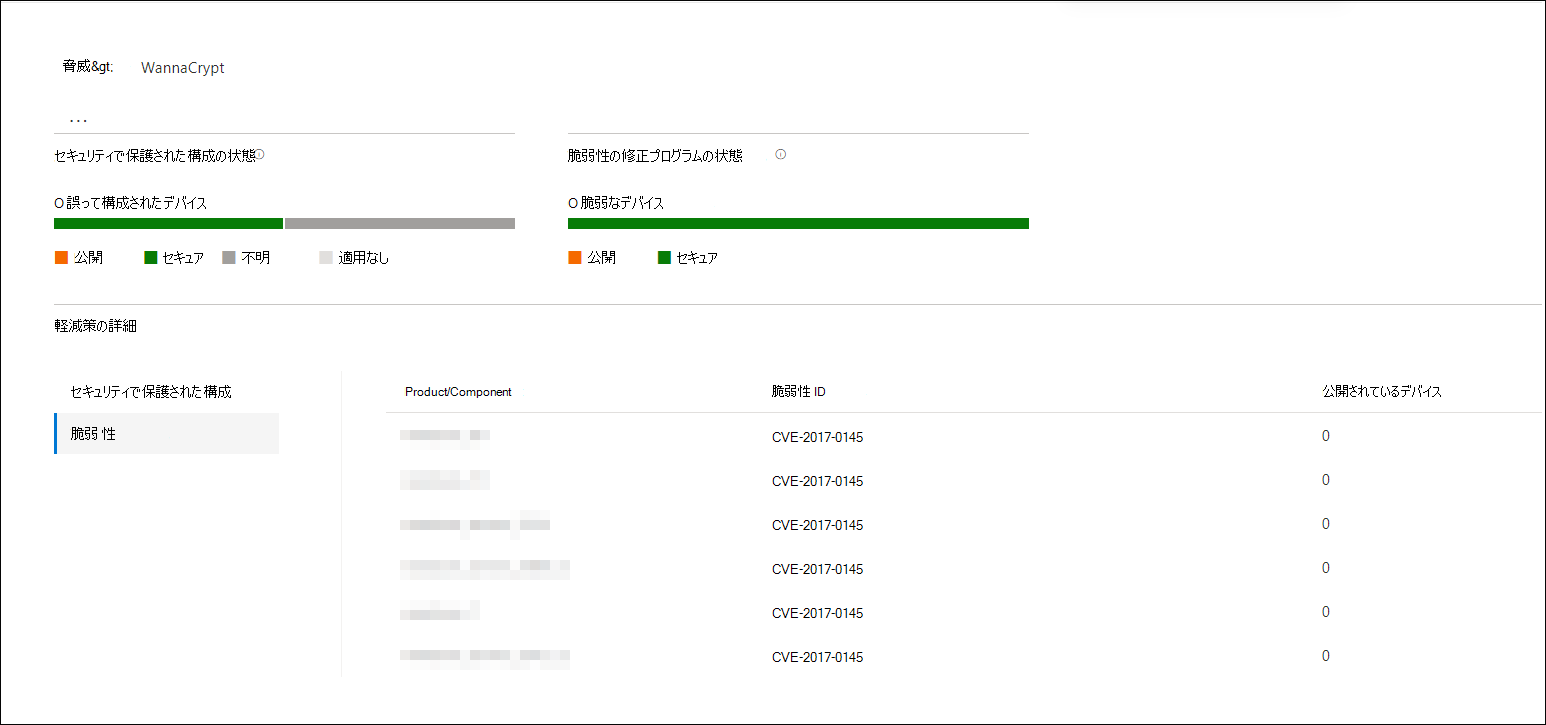 脅威&gt; WannaCrypt
...
セキュリティで保護された構成の状態 脆弱性の修正プログラムの状態
O 誤って構成されたデバイス O 脆弱なデバイス
公開 セキュア 不明 適用なし 公開 セキュア
軽減策の詳細
セキュリティで保護された構成 Product/Component 脆弱性 ID 公開されているデバイス
脆弱 性 CVE-2017-0145 0
CVE-2017-0145 0
CVE-2017-0145 0
CVE-2017-0145 0
CVE-2017-0145 0
CVE-2017-0145 0